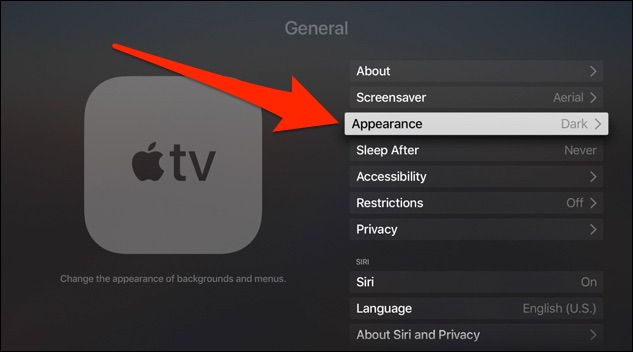 General
tv
Change the appearance of backgrounds and menus.
About
Screensaver Aerial
Appearance Dark
Sleep After Never
Accessibility
Restrictions Off
Privacy
SIRI
Siri On
Language English (U.S.)
About Siri and Privacy